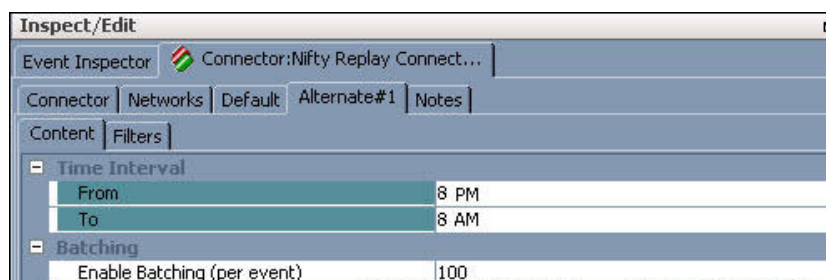 Inspect/Edit
Event Inspector Connector:Nifty Replay Connect...
Connector Networks Default Alternate#1 Notes
Content Filters
Time Interval
From 8 PM
To 8 AM
Batching
Enable Batching (per event) 100